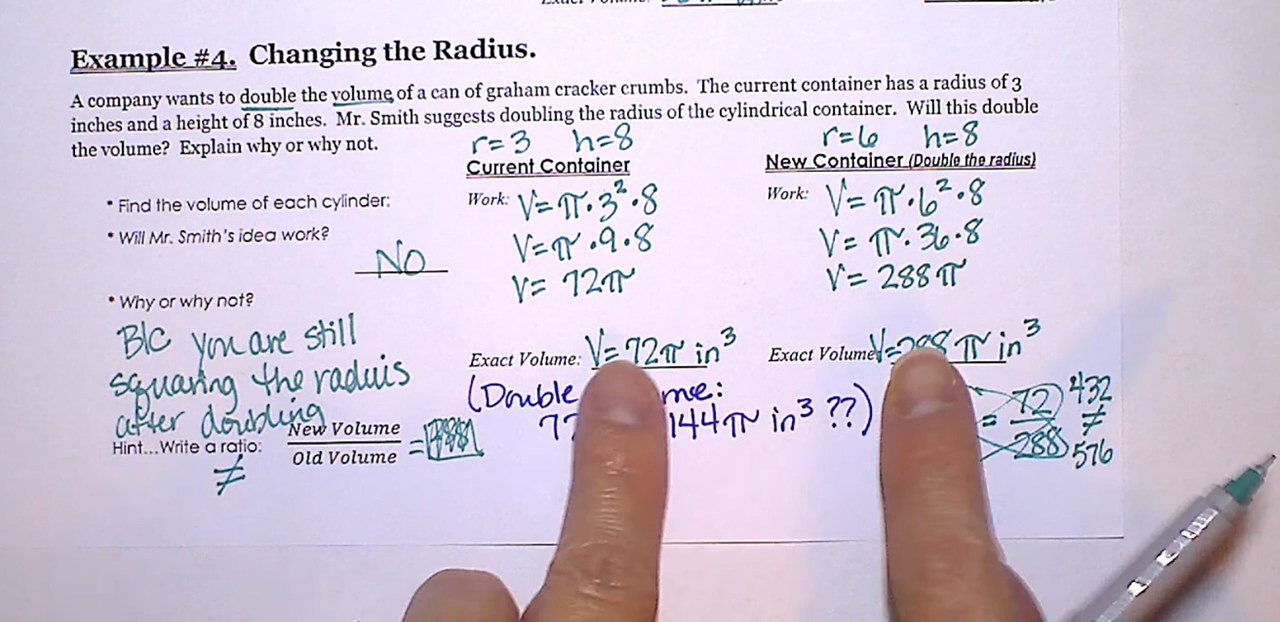 Example #4. Changing the Radius.
A company wants to double the volume of a can of graham cracker crumbs. The current container has a radius of 3
inches and a height of 8 inches. Mr. Smith suggests doubling the radius of the cylindrical container. Will this double
the volume? Explain why or why not.
r=3 h=8
Current Container
Work: V=π·3²·8
V=π·9·8
V= 72π
Exact Volume: V=72π in³
r=6 h=8
New Container (Double the radius)
Work: V=π·6²·8
V= π·36·8
V= 288π
Exact Volume V=288π in³
* Find the volume of each cylinder:
* Will Mr. Smith's idea work?
No
* Why or why not?
B/C you are still
squaring the raduis
after doubling
Hint...Write a ratio: New Volume
Old Volume =
≠
(Double me:
144π in³ ??)
= 72
288
432
≠
576